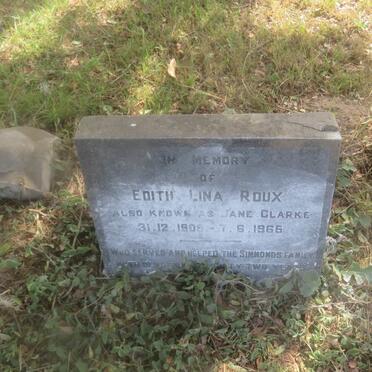 IN MEMORY
OF
EDITH LINA ROUX
ALSO KNOWN AS JANE CLARKE
31.12.1908 - 7.6.1966
WHO SERVED AND HELPED THE SIMMONDS FAMILY
TWO